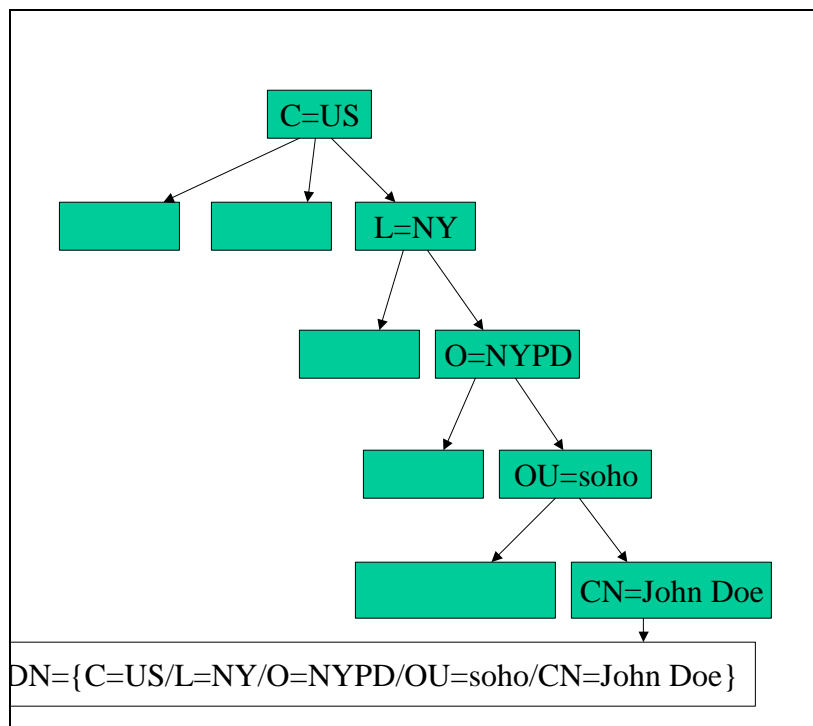 C=US
L=NY
O=NYPD
OU=soho
CN=John Doe
DN={C=US/L=NY/O=NYPD/OU=soho/CN=John Doe}